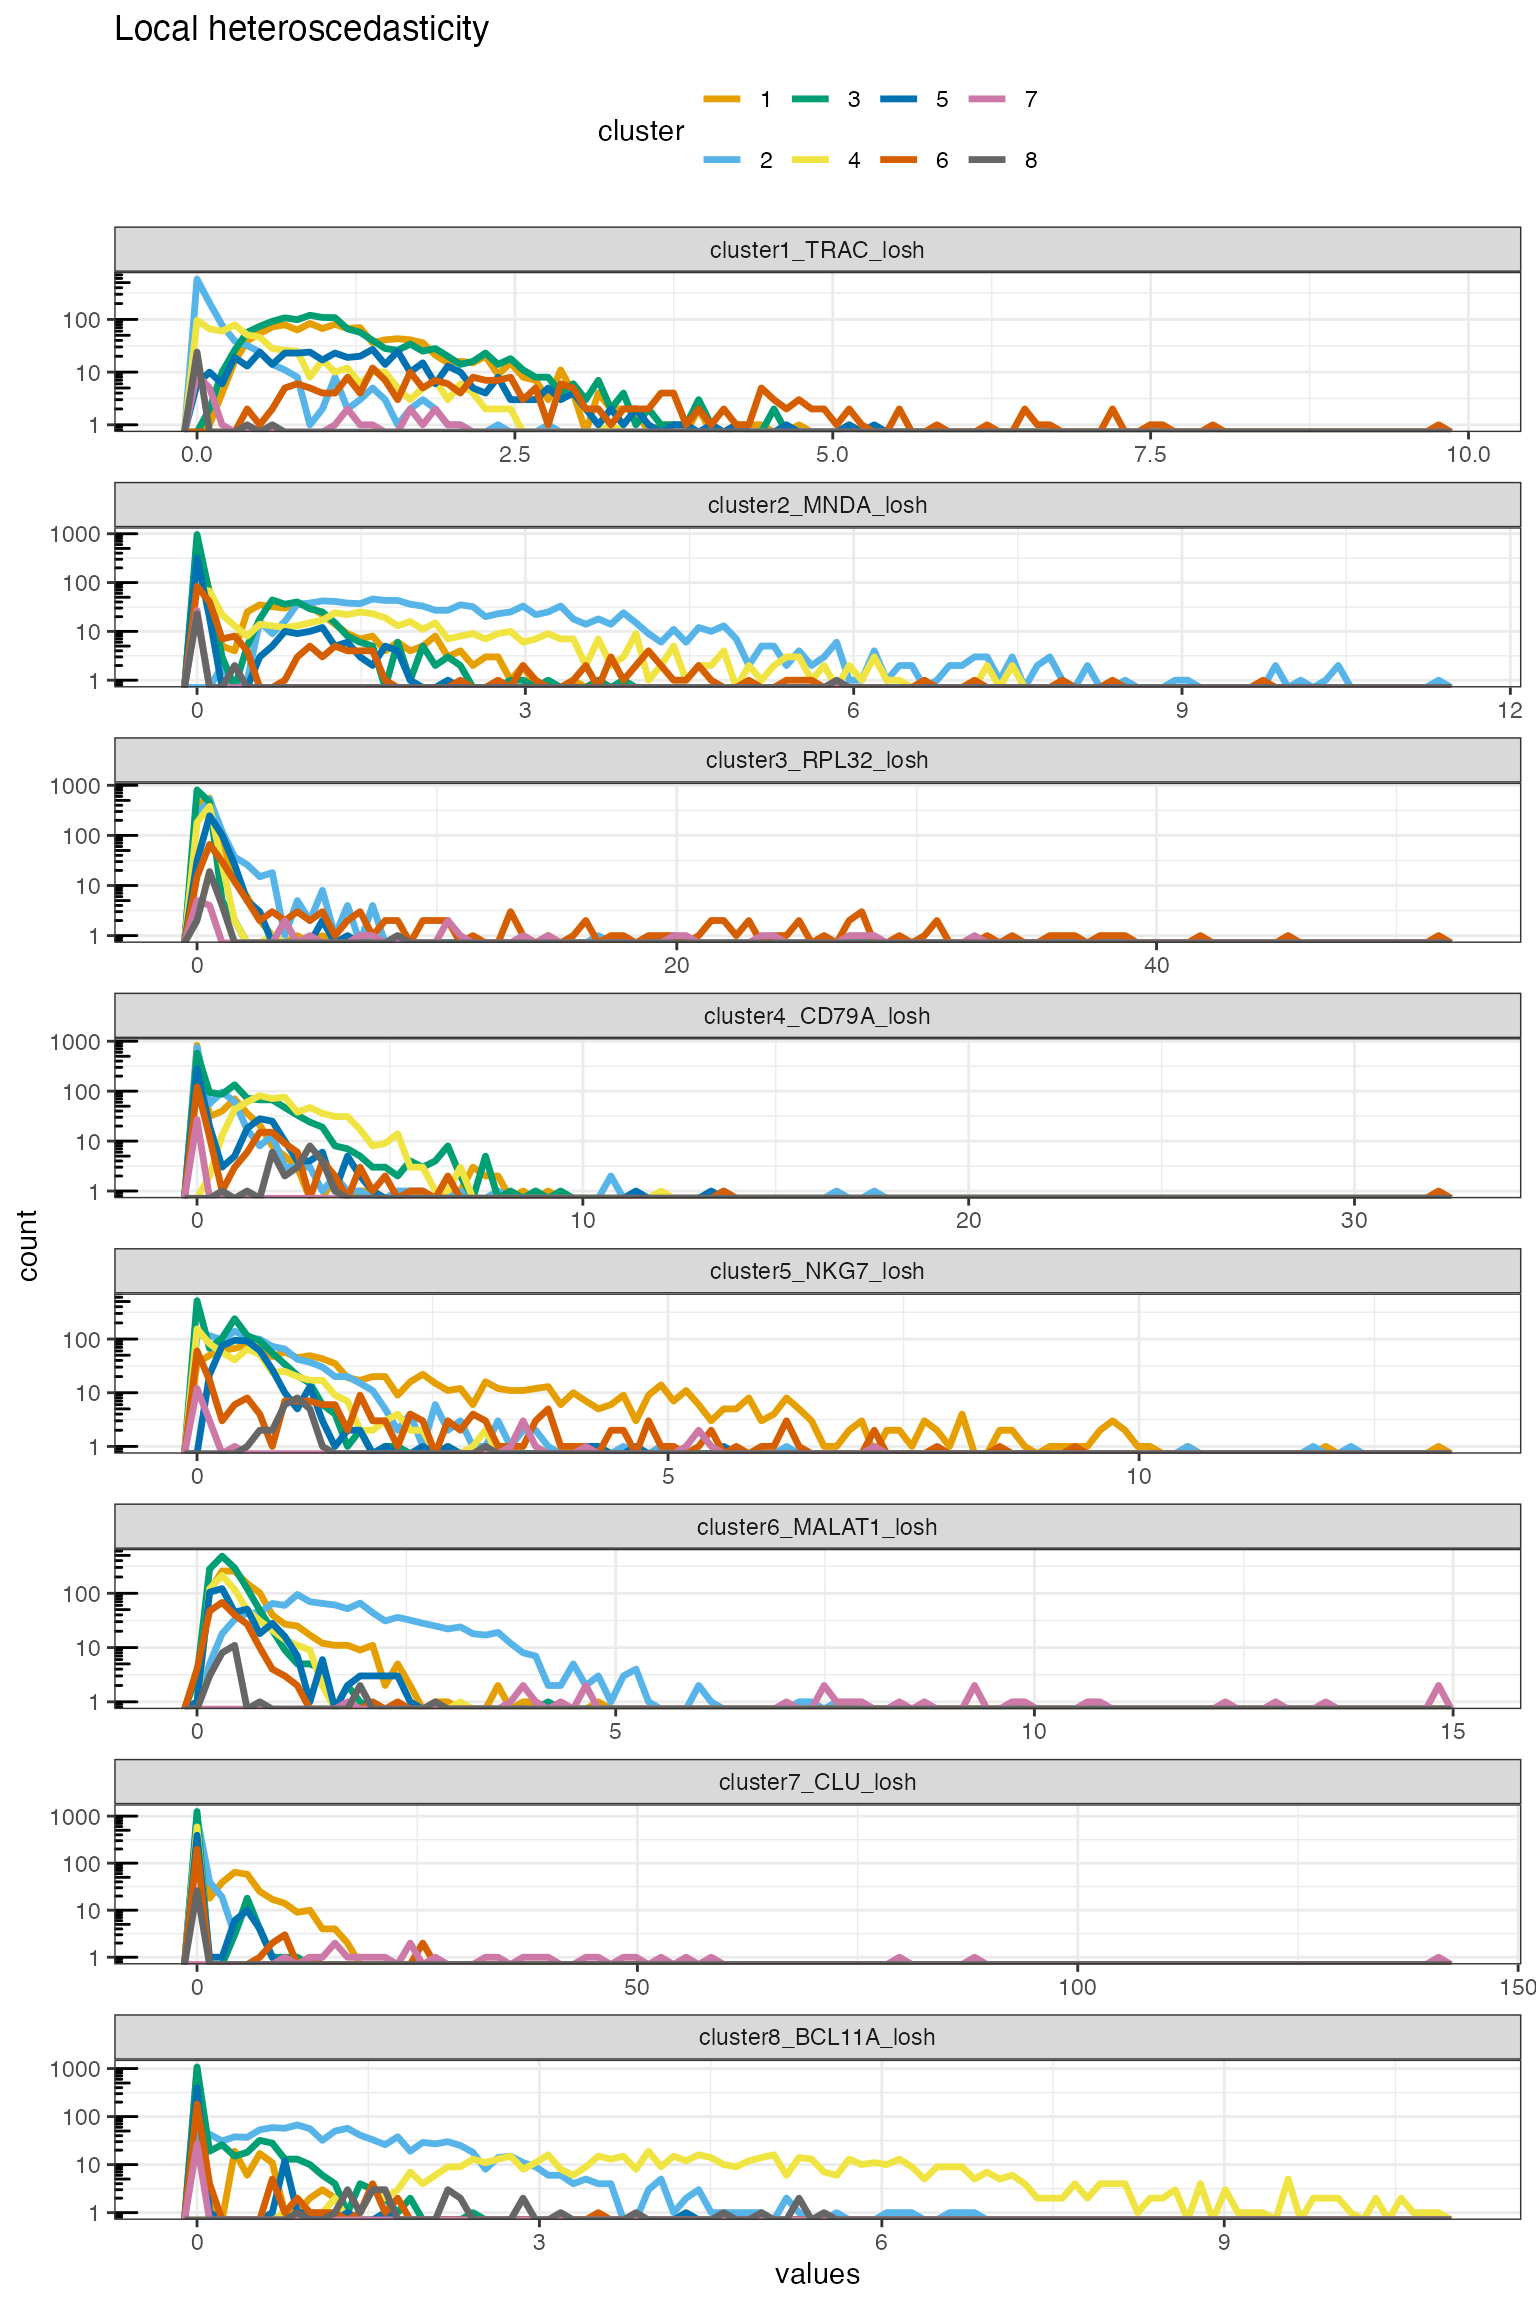 Local heteroscedasticity
cluster
1 3 5 7
2 4 6 8
count
cluster1_TRAC_losh
100
10
1
0.0 2.5 5.0 7.5 10.0
cluster2_MNDA_losh
1000
100
10
1
0 3 6 9 12
cluster3_RPL32_losh
1000
100
10
1
0 20 40
cluster4_CD79A_losh
1000
100
10
1
0 10 20 30
cluster5_NKG7_losh
100
10
1
0 5 10
cluster6_MALAT1_losh
100
10
1
0 5 10 15
cluster7_CLU_losh
1000
100
10
1
0 50 100 150
cluster8_BCL11A_losh
1000
100
10
1
0 3 6 9
values